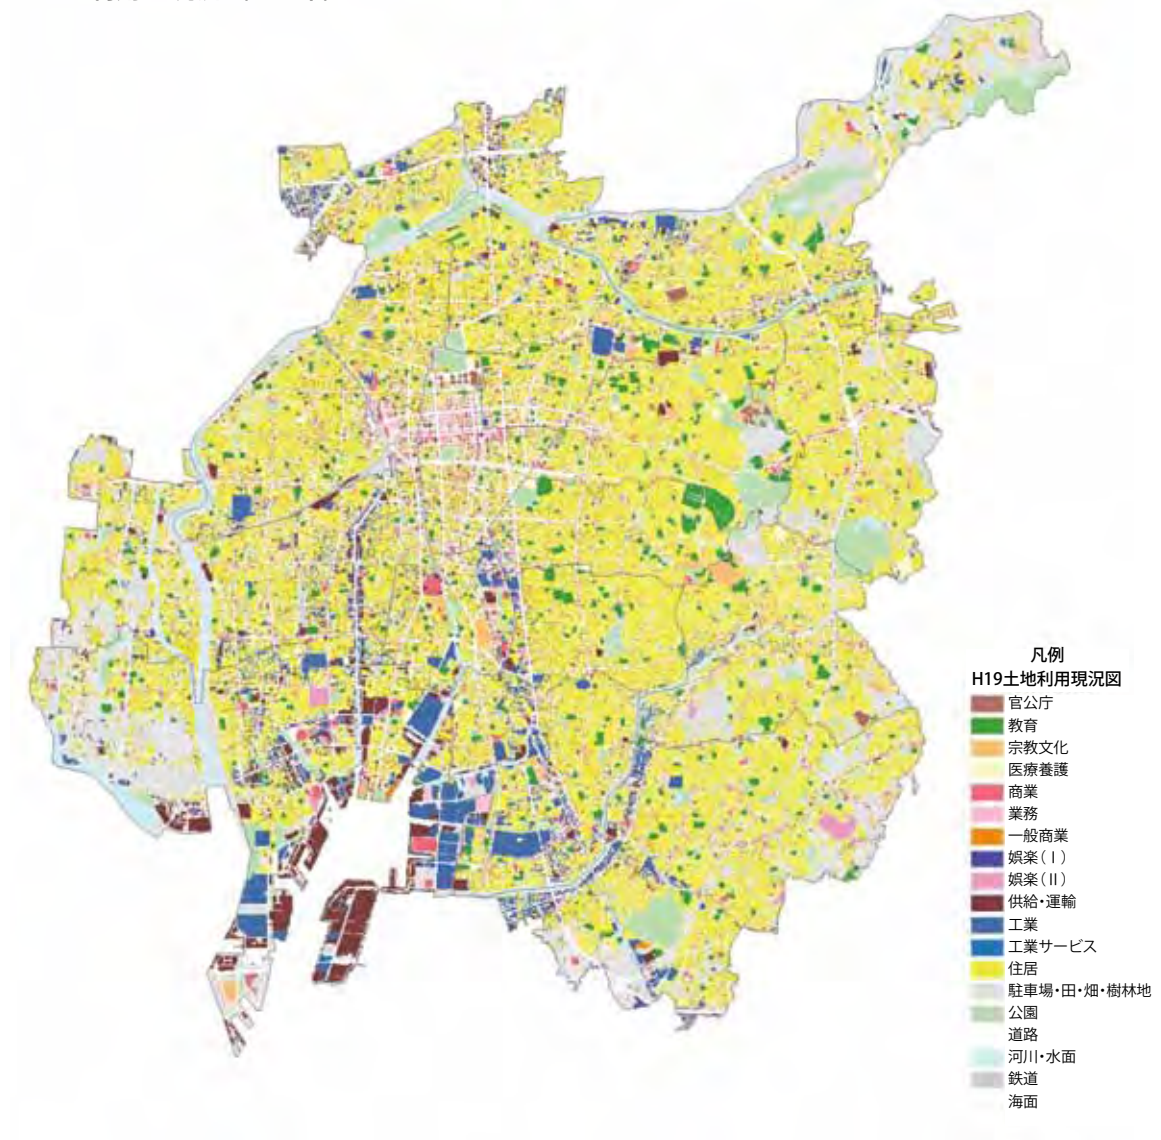 凡例
H19土地利用現況図
官公庁
教育
宗教文化
医療養護
商業
業務
一般商業
娯楽(Ⅰ)
娯楽(Ⅱ)
供給・運輸
工業
工業サービス
住居
駐車場・田・畑・樹林地
公園
道路
河川・水面
鉄道
海面